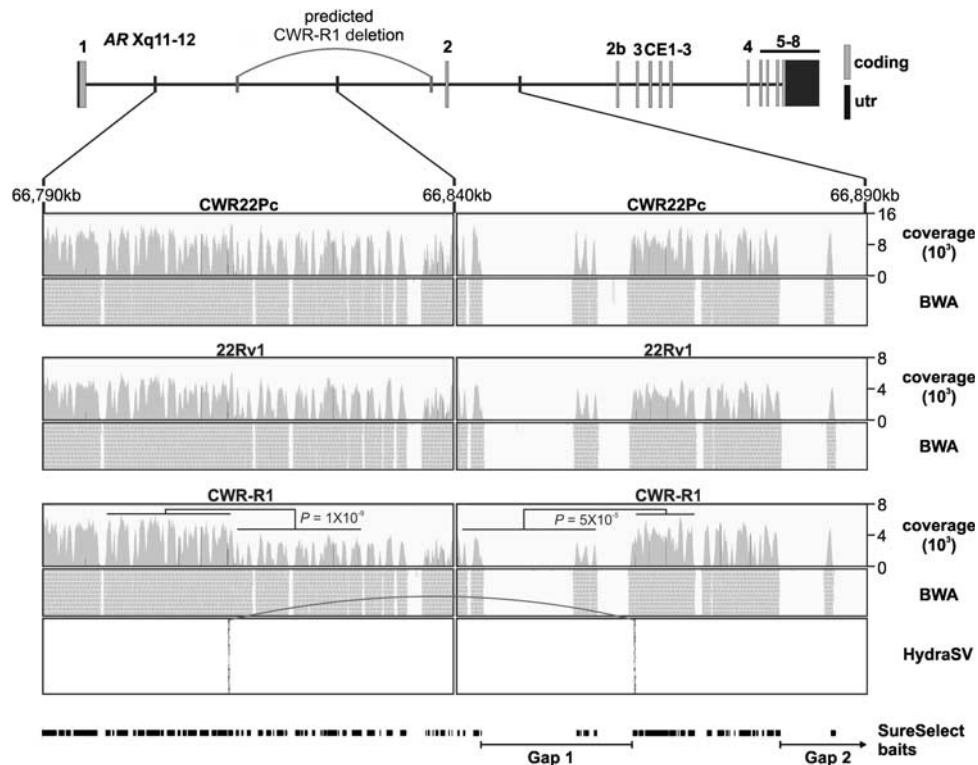 predicted
CWR-R1 deletion
1 AR Xq11-12 2 2b 3 CE1-3 4 5-8
coding
utr
66,790kb 66,840kb 66,890kb
CWR22Pc CWR22Pc
16
8
0
coverage
(10³)
BWA
22Rv1 22Rv1
8
4
0
coverage
(10³)
BWA
CWR-R1 CWR-R1
P = 1X10⁻⁹ P = 5X10⁻⁵
8
4
0
coverage
(10³)
BWA
HydraSV
SureSelect
baits
Gap 1 Gap 2